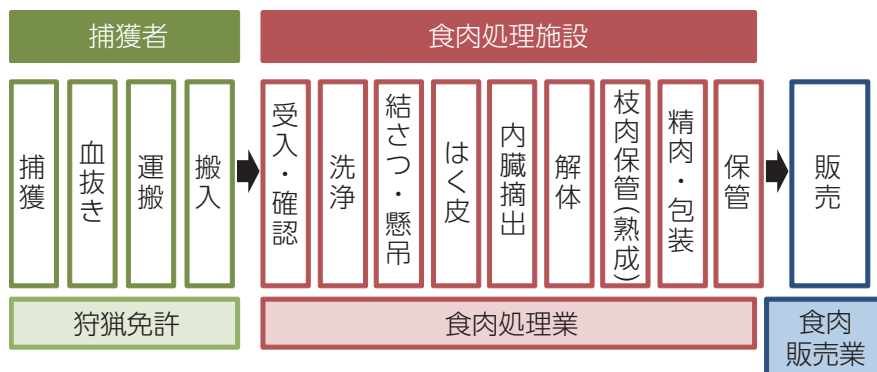 捕獲者
食肉処理施設
捕獲
血抜き
運搬
搬入
受入・確認
洗浄
結さつ・懸吊
はく皮
内臓摘出
解体
枝肉保管(熟成)
精肉・包装
保管
販売
狩猟免許
食肉処理業
食肉
販売業